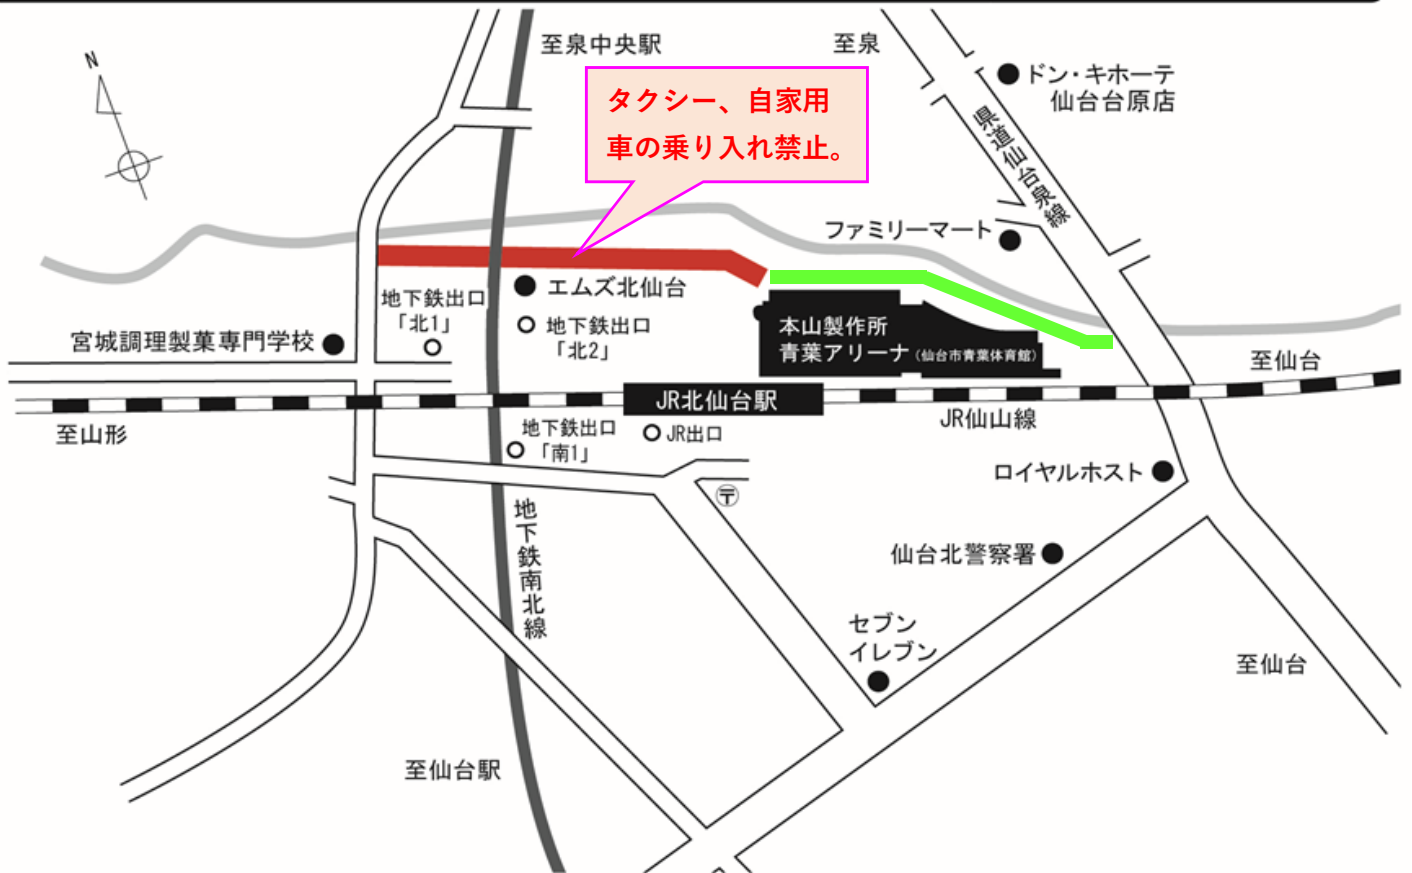 至泉中央駅
至泉
ドン・キホーテ
仙台台原店
N
タクシー、自家用
車の乗り入れ禁止。
県道仙台泉線
ファミリーマート
エムズ北仙台
地下鉄出口
「北1」
地下鉄出口
「北2」
宮城調理製菓専門学校
本山製作所
青葉アリーナ(仙台市青葉体育館)
至仙台
JR北仙台駅
JR仙山線
至山形
地下鉄出口
「南1」
JR出口
ロイヤルホスト
〒
地下鉄南北線
仙台北警察署
セブン
イレブン
至仙台
至仙台駅